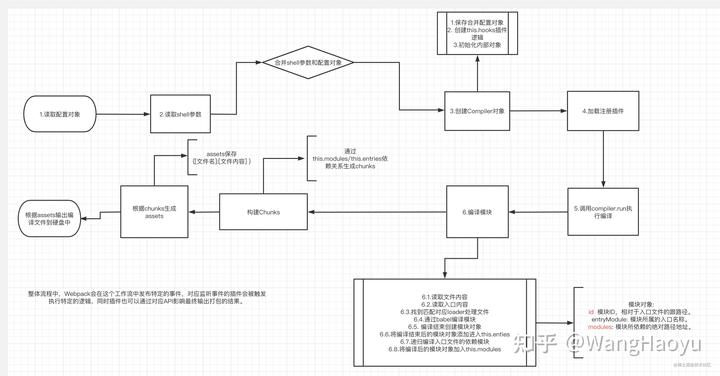 1.保存合并配置对象
2. 创建this.hooks插件
逻辑
3.初始化内部对象
合并shell参数和配置对象
1.读取配置对象
2.读取shell参数
3.创建Compiler对象
4.加载注册插件
assets保存
{[文件名]:[文件内容] }
通过
this.modules/this.entries依
赖关系生成chunks
根据assets输出编
译文件到硬盘中
根据chunks生成
assets
构建Chunks
6.编译模块
5.调用compiler.run执
行编译
整体流程中，Webpack会在这个工作流中发布特定的事件，对应监听事件的插件会被触发
执行特定的逻辑，同时插件也可以通过对应API影响最终输出打包的结果。
6.1.读取文件内容
6.2.读取入口内容
6.3.找到匹配对应loader处理文件
6.4.通过babel编译模块
6.5. 编译结束创建模块对象
6.6.将编译结束后的模块对象添加进入this.enties
6.7.递归编译入口文件的依赖模块
6.8.将编译后的模块对象加入this.modules
模块对象:
id 模块ID，相对于入口文件的跟路径。
entryModule: 模块所属的入口名称。
modules: 模块所依赖的绝对路径地址。
知乎 @WangHaoyu
@稀土掘金技术社区